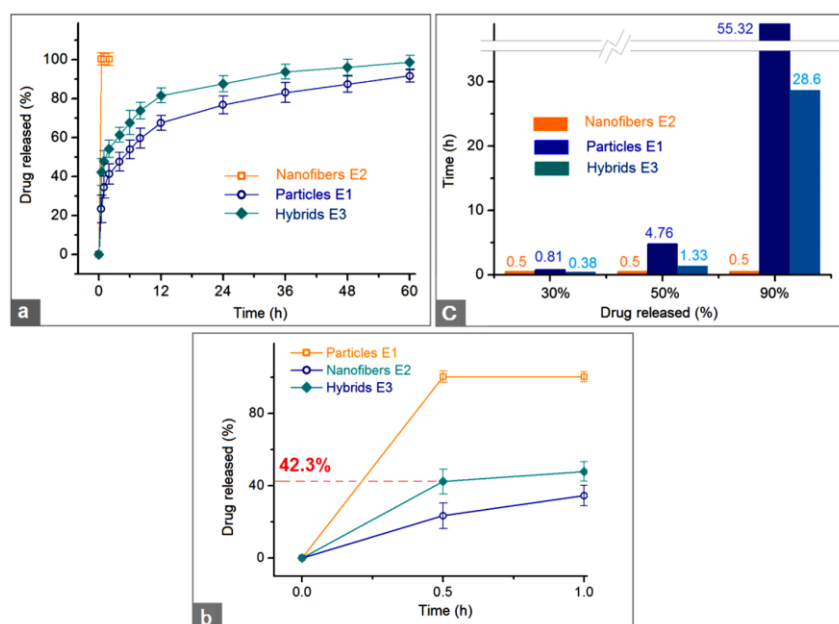 100
80
60
40
20
0
Drug released (%)
Nanofibers E2
Particles E1
Hybrids E3
0 6 12 24 36 48 60
Time (h)
a
55.32
30
20
10
0
Time (h)
28.6
Nanofibers E2
Particles E1
Hybrids E3
4.76
0.5 0.81 0.38 0.5 1.33 0.5
30% 50% 90%
Drug released (%)
C
Particles E1
Nanofibers E2
Hybrids E3
80
40
0
Drug released (%)
42.3%
0.0 0.5 1.0
Time (h)
b